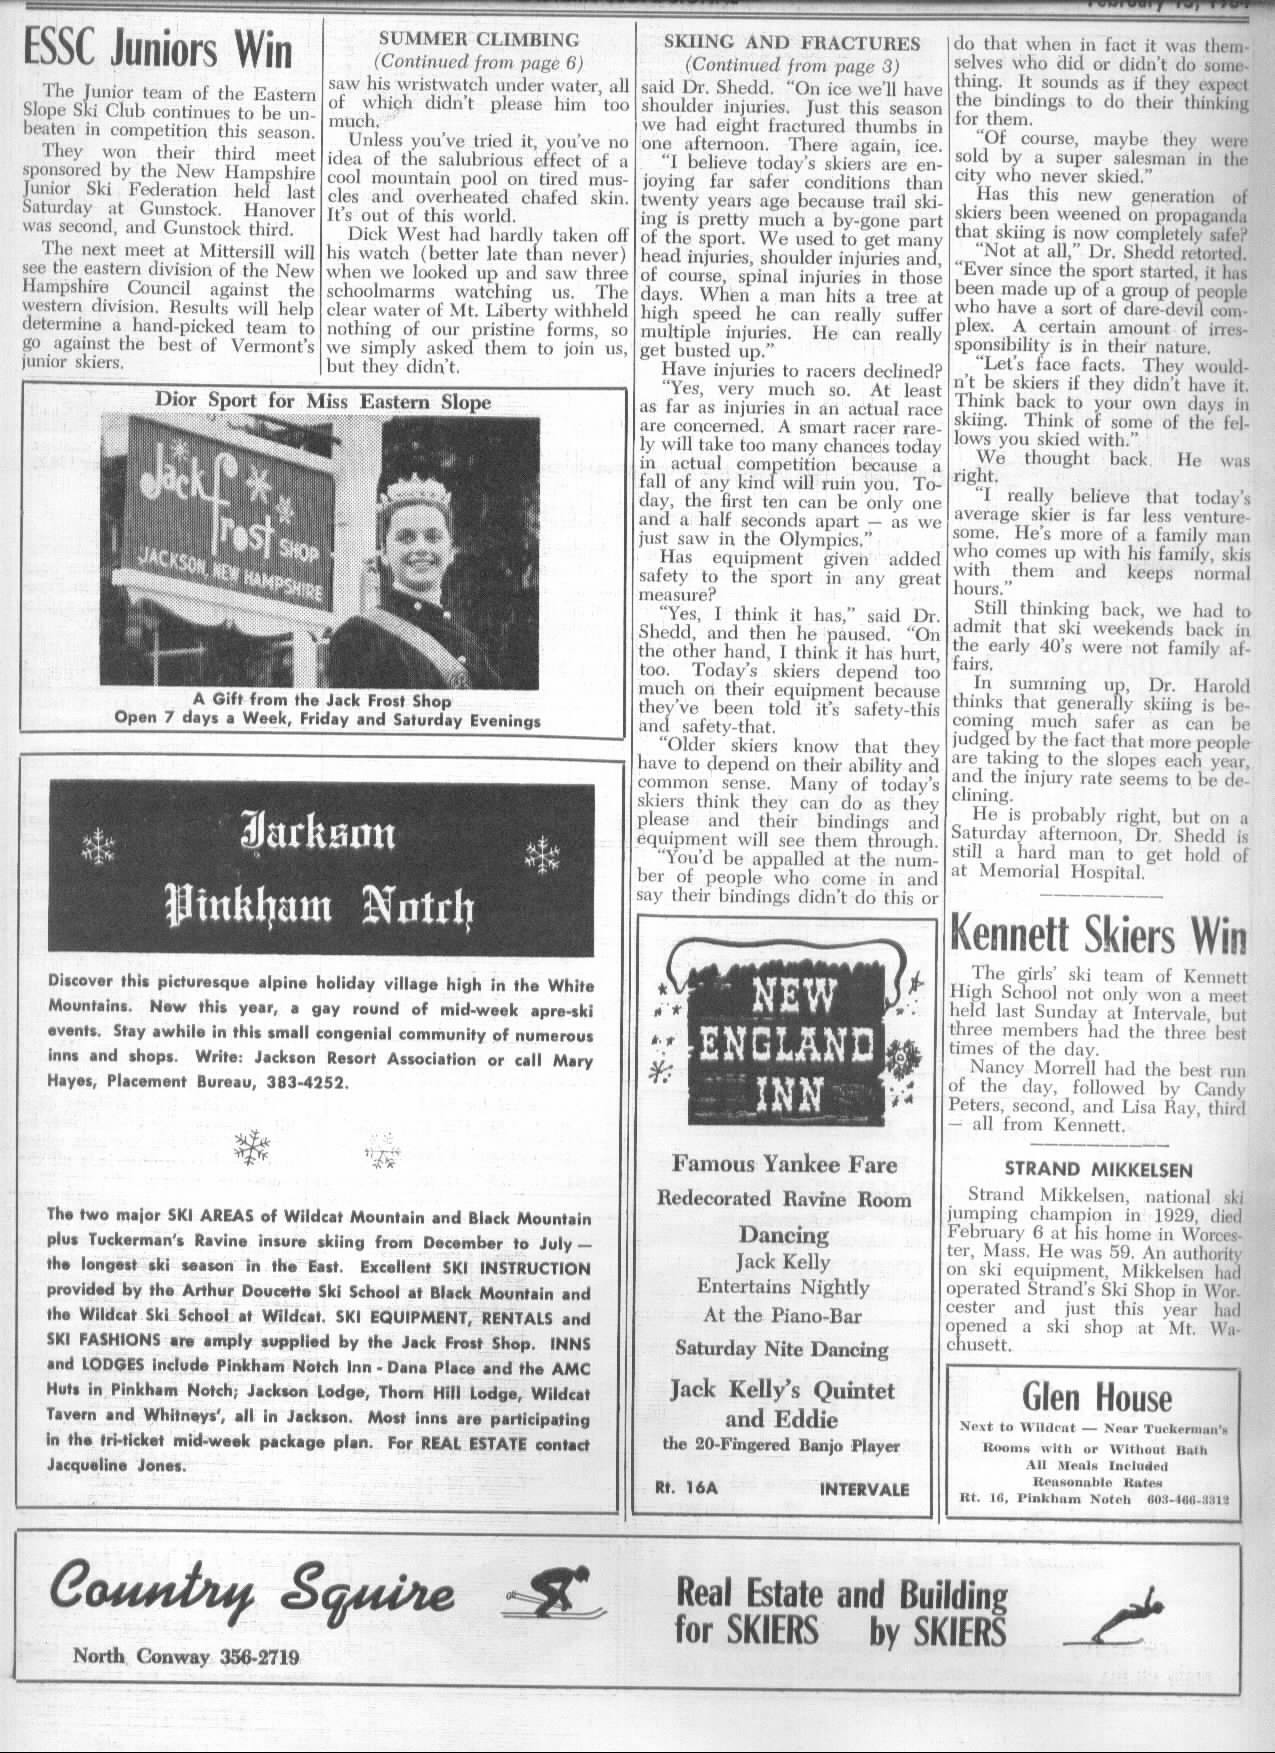 February 13, 1964
ESSC Juniors Win
The Junior team of the Eastern
Slope Ski Club continues to be un-
beaten in competition this season.
They won their third meet
sponsored by the New Hampshire
Junior Ski Federation held last
Saturday at Gunstock. Hanover
was second, and Gunstock third.
The next meet at Mittersill will
see the eastern division of the New
Hampshire Council against the
western division. Results will help
determine a hand-picked team to
go against the best of Vermont's
junior skiers.
SUMMER CLIMBING
(Continued from page 6)
saw his wristwatch under water, all
of which didn't please him too
much.
Unless you've tried it, you've no
idea of the salubrious effect of a
cool mountain pool on tired mus-
cles and overheated chafed skin.
It's out of this world.
Dick West had hardly taken off
his watch (better late than never)
when we looked up and saw three
schoolmarms watching us. The
clear water of Mt. Liberty withheld
nothing of our pristine forms, so
we simply asked them to join us,
but they didn't.
Dior Sport for Miss Eastern Slope
Jack
Frost SHOP
JACKSON, NEW HAMPSHIRE
A Gift from the Jack Frost Shop
Open 7 days a Week, Friday and Saturday Evenings
Jackson
Pinkham Notch
Discover this picturesque alpine holiday village high in the White
Mountains. New this year, a gay round of mid-week apre-ski
events. Stay awhile in this small congenial community of numerous
inns and shops. Write: Jackson Resort Association or call Mary
Hayes, Placement Bureau, 383-4252.
The two major SKI AREAS of Wildcat Mountain and Black Mountain
plus Tuckerman's Ravine insure skiing from December to July —
the longest ski season in the East. Excellent SKI INSTRUCTION
provided by the Arthur Doucette Ski School at Black Mountain and
the Wildcat Ski School at Wildcat. SKI EQUIPMENT, RENTALS and
SKI FASHIONS are amply supplied by the Jack Frost Shop. INNS
and LODGES include Pinkham Notch Inn - Dana Place and the AMC
Huts in Pinkham Notch; Jackson Lodge, Thorn Hill Lodge, Wildcat
Tavern and Whitneys', all in Jackson. Most inns are participating
in the tri-ticket mid-week package plan. For REAL ESTATE contact
Jacqueline Jones.
SKIING AND FRACTURES
(Continued from page 3)
said Dr. Shedd. "On ice we'll have
shoulder injuries. Just this season
we had eight fractured thumbs in
one afternoon. There again, ice.
"I believe today's skiers are en-
joying far safer conditions than
twenty years age because trail ski-
ing is pretty much a by-gone part
of the sport. We used to get many
head injuries, shoulder injuries and,
of course, spinal injuries in those
days. When a man hits a tree at
high speed he can really suffer
multiple injuries. He can really
get busted up."
Have injuries to racers declined?
"Yes, very much so. At least
as far as injuries in an actual race
are concerned. A smart racer rare-
ly will take too many chances today
in actual competition because a
fall of any kind will ruin you. To-
day, the first ten can be only one
and a half seconds apart — as we
just saw in the Olympics."
Has equipment given added
safety to the sport in any great
measure?
"Yes, I think it has," said Dr.
Shedd, and then he paused. "On
the other hand, I think it has hurt,
too. Today's skiers depend too
much on their equipment because
they've been told it's safety-this
and safety-that.
"Older skiers know that they
have to depend on their ability and
common sense. Many of today's
skiers think they can do as they
please and their bindings and
equipment will see them through.
"You'd be appalled at the num-
ber of people who come in and
say their bindings didn't do this or
NEW
ENGLAND
INN
Famous Yankee Fare
Redecorated Ravine Room
Dancing
Jack Kelly
Entertains Nightly
At the Piano-Bar
Saturday Nite Dancing
Jack Kelly's Quintet
and Eddie
the 20-Fingered Banjo Player
Rt. 16A INTERVALE
do that when in fact it was them-
selves who did or didn't do some-
thing. It sounds as if they expect
the bindings to do their thinking
for them.
"Of course, maybe they were
sold by a super salesman in the
city who never skied."
Has this new generation of
skiers been weened on propaganda
that skiing is now completely safe?
"Not at all," Dr. Shedd retorted.
"Ever since the sport started, it has
been made up of a group of people
who have a sort of dare-devil com-
plex. A certain amount of irres-
sponsibility is in their nature.
"Let's face facts. They would-
n't be skiers if they didn't have it.
Think back to your own days in
skiing. Think of some of the fel-
lows you skied with."
We thought back. He was
right.
"I really believe that today's
average skier is far less venture-
some. He's more of a family man
who comes up with his family, skis
with them and keeps normal
hours."
Still thinking back, we had to
admit that ski weekends back in
the early 40's were not family af-
fairs.
In summing up, Dr. Harold
thinks that generally skiing is be-
coming much safer as can be
judged by the fact that more people
are taking to the slopes each year,
and the injury rate seems to be de-
clining.
He is probably right, but on a
Saturday afternoon, Dr. Shedd is
still a hard man to get hold of
at Memorial Hospital.
Kennett Skiers Win
The girls' ski team of Kennett
High School not only won a meet
held last Sunday at Intervale, but
three members had the three best
times of the day.
Nancy Morrell had the best run
of the day, followed by Candy
Peters, second, and Lisa Ray, third
— all from Kennett.
STRAND MIKKELSEN
Strand Mikkelsen, national ski
jumping champion in 1929, died
February 6 at his home in Worces-
ter, Mass. He was 59. An authority
on ski equipment, Mikkelsen had
operated Strand's Ski Shop in Wor-
cester and just this year had
opened a ski shop at Mt. Wa-
chusett.
Glen House
Next to Wildcat — Near Tuckerman's
Rooms with or Without Bath
All Meals Included
Reasonable Rates
Rt. 16, Pinkham Notch 603-466-3312
Country Squire
North Conway 356-2719
Real Estate and Building
for SKIERS by SKIERS